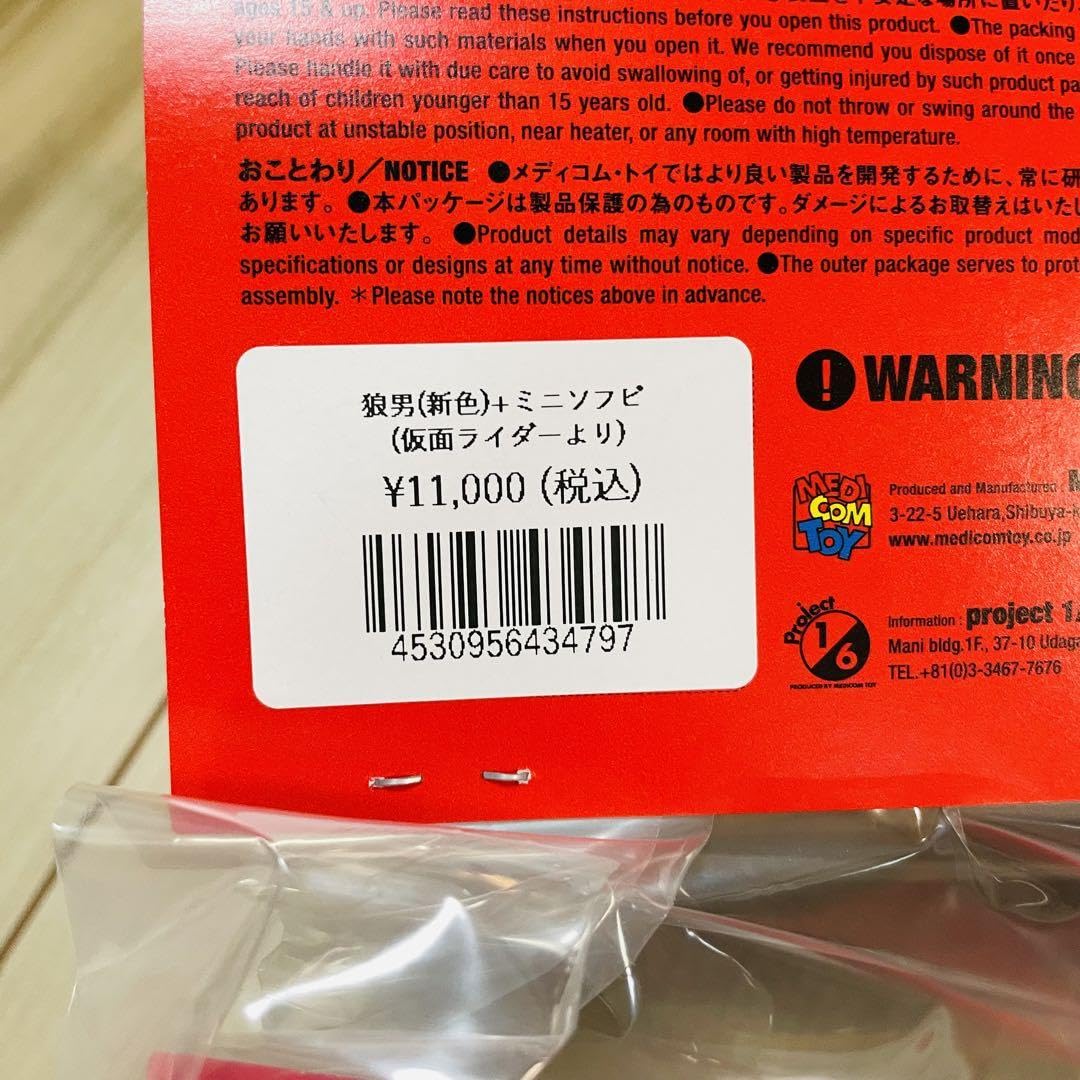 ages 15 & up. Please read these instructions before you open this product. ●The packing
your hands with such materials when you open it. We recommend you dispose of it once
Please handle it with due care to avoid swallowing of, or getting injured by such product pa
reach of children younger than 15 years old. ●Please do not throw or swing around the
product at unstable position, near heater, or any room with high temperature.
おことわり／NOTICE ●メディコム・トイではより良い製品を開発するために、常に研
あります。●本パッケージは製品保護の為のものです。ダメージによるお取替えはいたし
お願いいたします。 ●Product details may vary depending on specific product mod
specifications or designs at any time without notice. ●The outer package serves to prot
assembly. ＊Please note the notices above in advance.
狼男(新色)+ミニソフビ
(仮面ライダーより)
¥11,000 (税込)
4530956434797
! WARNING
MEDI
COM
TOY
Produced and Manufactured : M
3-22-5 Uehara,Shibuya-k
www.medicomtoy.co.jp
Project
1/6
PRODUCED BY MEDICOM TOY
Information : project 1/
Mani bldg.1F., 37-10 Udaga
TEL.+81(0)3-3467-7676